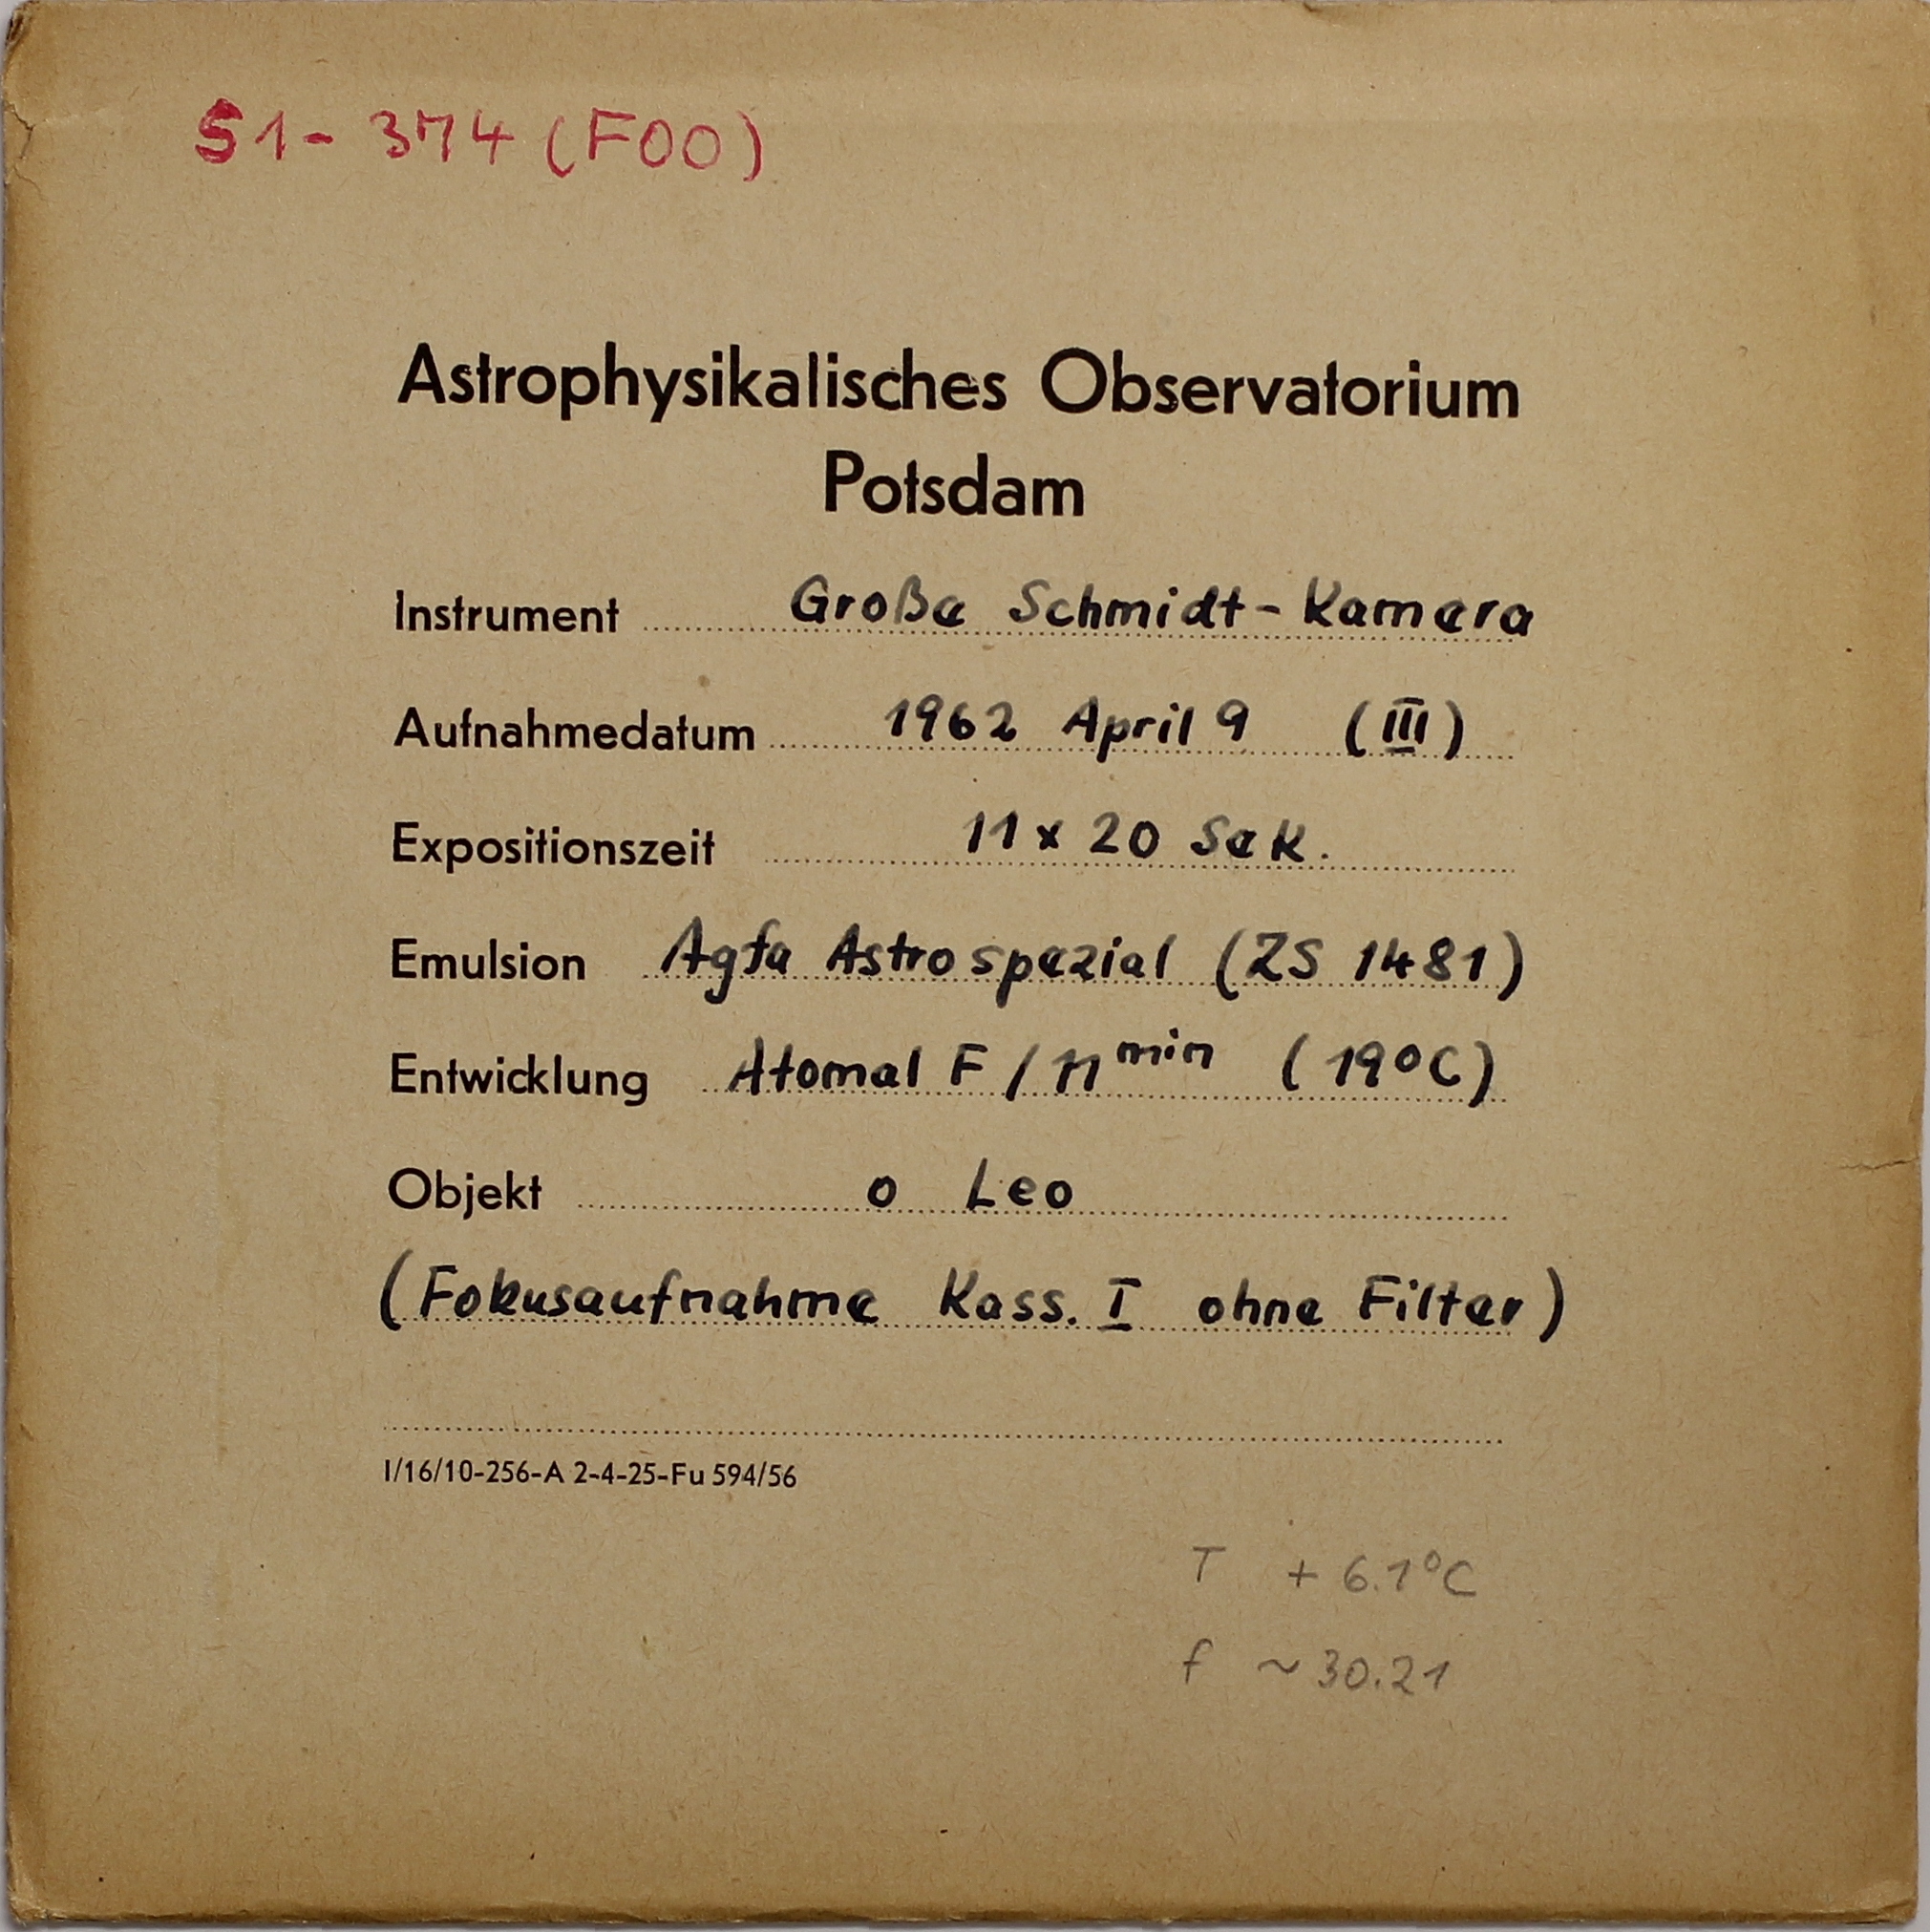 S1- 374 (F00)
Astrophysikalisches Observatorium
Potsdam
Instrument Große Schmidt-Kamera
Aufnahmedatum 1962 April 9 (III)
Expositionszeit 11 x 20 Sek.
Emulsion Agfa Astrospezial (ZS 1481)
Entwicklung Atomal F / 11 min (19°C)
Objekt o Leo
(Fokusaufnahme Kass. I ohne Filter)
I/16/10-256-A 2-4-25-Fu 594/56
T + 6.1°C
f ~ 30.21